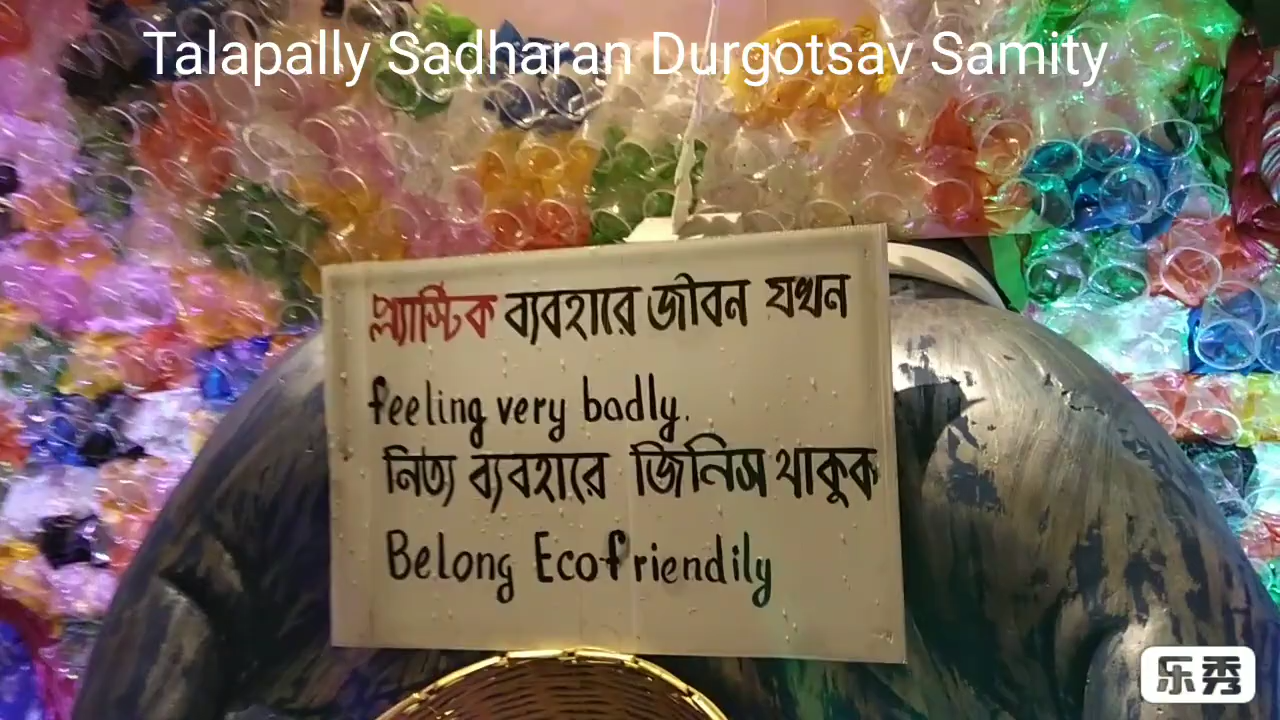 Talapally Sadharan Durgotsav Samity
প্ল্যাস্টিক ব্যবহারে জীবন যখন
feeling very badly.
নিত্য ব্যবহারে জিনিস থাকুক
Belong Ecofriendily
乐秀